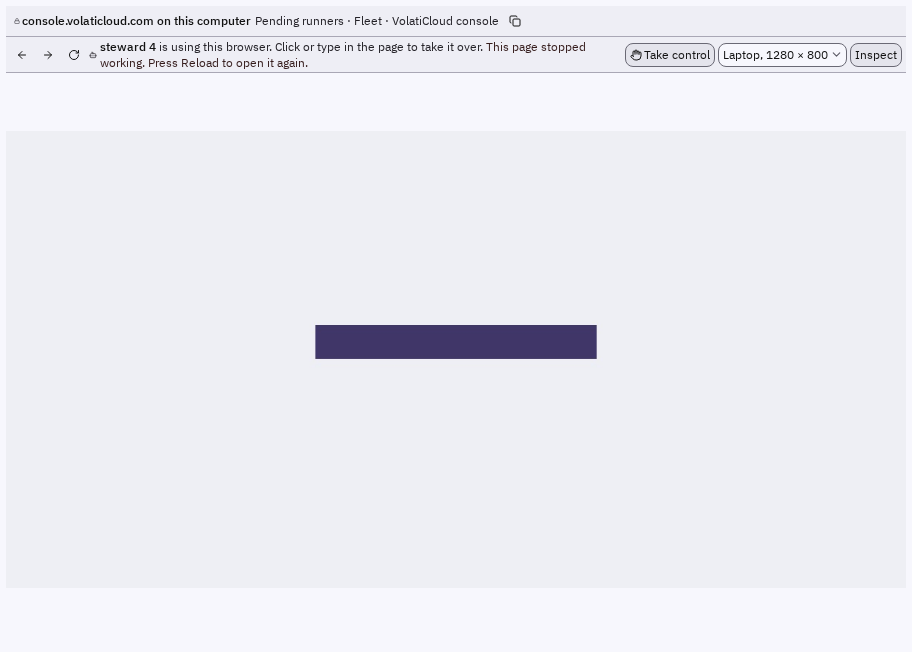 console.volaticloud.com on this computer Pending runners · Fleet · VolatiCloud console
steward 4 is using this browser. Click or type in the page to take it over. This page stopped
working. Press Reload to open it again.
Take control
Laptop, 1280 × 800
Inspect